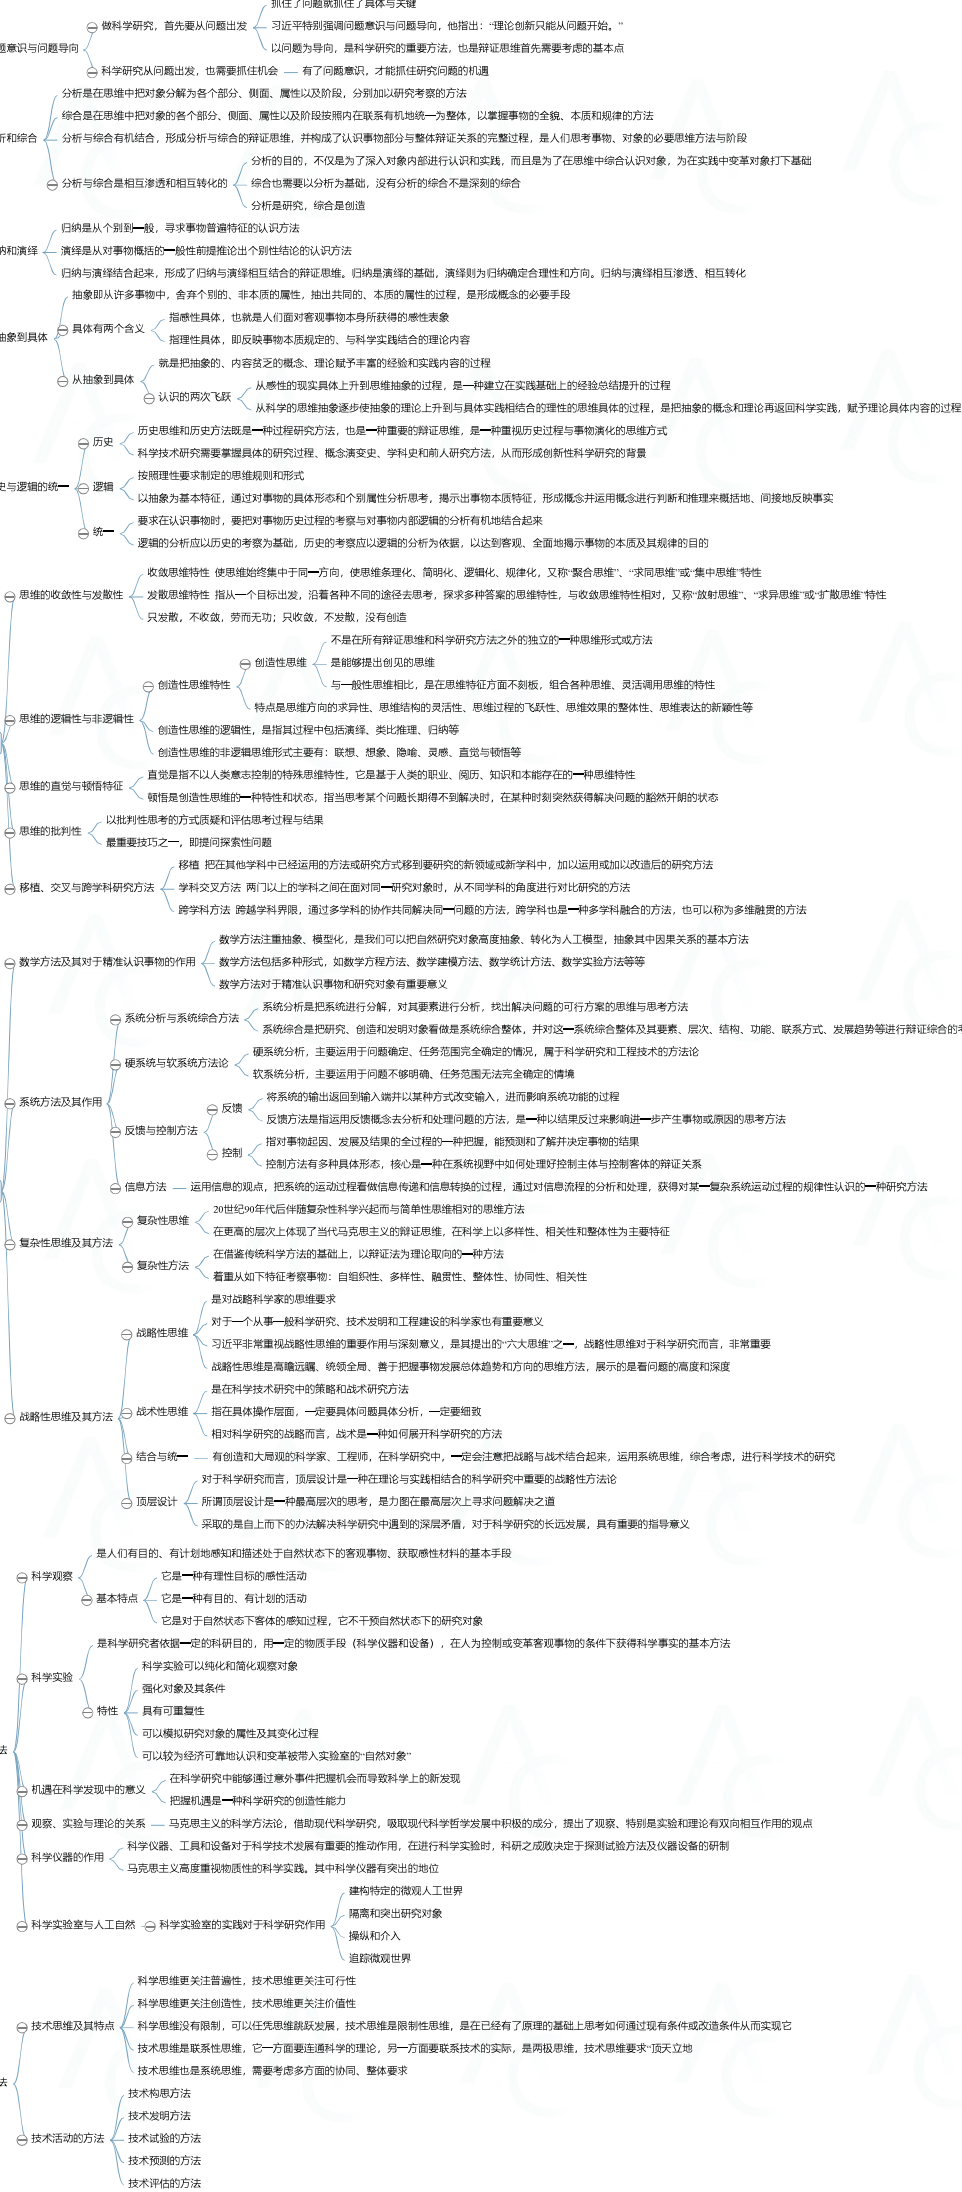 抓住了问题就抓住了具体与关键
做科学研究，首先要从问题出发
习近平特别强调问题意识与问题导向，他指出：“理论创新只能从问题开始。”
题意识与问题导向
以问题为导向，是科学研究的重要方法，也是辩证思维首先需要考虑的基本点
科学研究从问题出发，也需要抓住机会
有了问题意识，才能抓住研究问题的机遇
分析是在思维中把对象分解为各个部分、侧面、属性以及阶段，分别加以研究考察的方法
综合是在思维中把对象的各个部分、侧面、属性以及阶段按照内在联系有机地统一为整体，以掌握事物的全貌、本质和规律的方法
析和综合
分析与综合有机结合，形成分析与综合的辩证思维，并构成了认识事物部分与整体辩证关系的完整过程，是人们思考事物、对象的必要思维方法与阶段
分析的目的，不仅是为了深入对象内部进行认识和实践，而且是为了在思维中综合认识对象，为在实践中变革对象打下基础
分析与综合是相互渗透和相互转化的
综合也需要以分析为基础，没有分析的综合不是深刻的综合
分析是研究，综合是创造
归纳是从个别到一般，寻求事物普遍特征的认识方法
纳和演绎
演绎是从对事物概括的一般性前提推论出个别性结论的认识方法
归纳与演绎结合起来，形成了归纳与演绎相互结合的辩证思维。归纳是演绎的基础，演绎则为归纳确定合理性和方向。归纳与演绎相互渗透、相互转化
抽象即从许多事物中，舍弃个别的、非本质的属性，抽出共同的、本质的属性的过程，是形成概念的必要手段
抽象到具体
具体有两个含义
指感性具体，也就是人们面对客观事物本身所获得的感性表象
指理性具体，即反映事物本质规定的、与科学实践结合的理论内容
从抽象到具体
就是把抽象的、内容贫乏的概念、理论赋予丰富的经验和实践内容的过程
认识的两次飞跃
从感性的现实具体上升到思维抽象的过程，是一种建立在实践基础上的经验总结提升的过程
从科学的思维抽象逐步使抽象的理论上升到与具体实践相结合的理性的思维具体的过程，是把抽象的概念和理论再返回科学实践，赋予理论具体内容的过程
史与逻辑的统一
历史
历史思维和历史方法既是一种过程研究方法，也是一种重要的辩证思维，是一种重视历史过程与事物演化的思维方式
科学技术研究需要掌握具体的研究过程、概念演变史、学科史和前人研究方法，从而形成创新性科学研究的背景
逻辑
按照理性要求制定的思维规则和形式
以抽象为基本特征，通过对事物的具体形态和个别属性分析思考，揭示出事物本质特征，形成概念并运用概念进行判断和推理来概括地、间接地反映事实
统一
要求在认识事物时，要把对事物历史过程的考察与对事物内部逻辑的分析有机地结合起来
逻辑的分析应以历史的考察为基础，历史的考察应以逻辑的分析为依据，以达到客观、全面地揭示事物的本质及其规律的目的
思维的收敛性与发散性
收敛思维特性 使思维始终集中于同一方向，使思维条理化、简明化、逻辑化、规律化，又称“聚合思维”、“求同思维”或“集中思维”特性
发散思维特性 指从一个目标出发，沿着各种不同的途径去思考，探求多种答案的思维特性，与收敛思维特性相对，又称“放射思维”、“求异思维”或“扩散思维”特性
只发散，不收敛，劳而无功；只收敛，不发散，没有创造
思维的逻辑性与非逻辑性
创造性思维特性
创造性思维
不是在所有辩证思维和科学研究方法之外的独立的一种思维形式或方法
是能够提出创见的思维
与一般性思维相比，是在思维特征方面不刻板，组合各种思维、灵活调用思维的特性
特点是思维方向的求异性、思维结构的灵活性、思维过程的飞跃性、思维效果的整体性、思维表达的新颖性等
创造性思维的逻辑性，是指其过程中包括演绎、类比推理、归纳等
创造性思维的非逻辑思维形式主要有：联想、想象、隐喻、灵感、直觉与顿悟等
思维的直觉与顿悟特征
直觉是指不以人类意志控制的特殊思维特性，它是基于人类的职业、阅历、知识和本能存在的一种思维特性
顿悟是创造性思维的一种特性和状态，指当思考某个问题长期得不到解决时，在某种时刻突然获得解决问题的豁然开朗的状态
思维的批判性
以批判性思考的方式质疑和评估思考过程与结果
最重要技巧之一，即提问探索性问题
移植、交叉与跨学科研究方法
移植 把在其他学科中已经运用的方法或研究方式移到要研究的新领域或新学科中，加以运用或加以改造后的研究方法
学科交叉方法 两门以上的学科之间在面对同一研究对象时，从不同学科的角度进行对比研究的方法
跨学科方法 跨越学科界限，通过多学科的协作共同解决同一问题的方法，跨学科也是一种多学科融合的方法，也可以称为多维融贯的方法
数学方法及其对于精准认识事物的作用
数学方法注重抽象、模型化，是我们可以把自然研究对象高度抽象、转化为人工模型，抽象其中因果关系的基本方法
数学方法包括多种形式，如数学方程方法、数学建模方法、数学统计方法、数学实验方法等等
数学方法对于精准认识事物和研究对象有重要意义
系统方法及其作用
系统分析与系统综合方法
系统分析是把系统进行分解，对其要素进行分析，找出解决问题的可行方案的思维与思考方法
系统综合是把研究、创造和发明对象看做是系统综合整体，并对这一系统综合整体及其要素、层次、结构、功能、联系方式、发展趋势等进行辩证综合的
硬系统与软系统方法论
硬系统分析，主要运用于问题确定、任务范围完全确定的情况，属于科学研究和工程技术的方法论
软系统分析，主要运用于问题不够明确、任务范围无法完全确定的情境
反馈与控制方法
反馈
将系统的输出返回到输入端并以某种方式改变输入，进而影响系统功能的过程
反馈方法是指运用反馈概念去分析和处理问题的方法，是一种以结果反过来影响进一步产生事物或原因的思考方法
控制
指对事物起因、发展及结果的全过程的一种把握，能预测和了解并决定事物的结果
控制方法有多种具体形态，核心是一种在系统视野中如何处理好控制主体与控制客体的辩证关系
信息方法
运用信息的观点，把系统的运动过程看做信息传递和信息转换的过程，通过对信息流程的分析和处理，获得对某一复杂系统运动过程的规律性认识的一种研究方法
复杂性思维及其方法
复杂性思维
20世纪90年代后伴随复杂性科学兴起而与简单性思维相对的思维方法
在更高的层次上体现了当代马克思主义的辩证思维，在科学上以多样性、相关性和整体性为主要特征
复杂性方法
在借鉴传统科学方法的基础上，以辩证法为理论取向的一种方法
着重从如下特征考察事物：自组织性、多样性、融贯性、整体性、协同性、相关性
战略性思维及其方法
战略性思维
是对战略科学家的思维要求
对于一个从事一般科学研究、技术发明和工程建设的科学家也有重要意义
习近平非常重视战略性思维的重要作用与深刻意义，是其提出的“六大思维”之一，战略性思维对于科学研究而言，非常重要
战略性思维是高瞻远瞩、统领全局、善于把握事物发展总体趋势和方向的思维方法，展示的是看问题的高度和深度
战术性思维
是在科学技术研究中的策略和战术研究方法
指在具体操作层面，一定要具体问题具体分析，一定要细致
相对科学研究的战略而言，战术是一种如何展开科学研究的方法
结合与统一
有创造和大局观的科学家、工程师，在科学研究中，一定会注意把战略与战术结合起来，运用系统思维，综合考虑，进行科学技术的研究
顶层设计
对于科学研究而言，顶层设计是一种在理论与实践相结合的科学研究中重要的战略性方法论
所谓顶层设计是一种最高层次的思考，是力图在最高层次上寻求问题解决之道
采取的是自上而下的办法解决科学研究中遇到的深层矛盾，对于科学研究的长远发展，具有重要的指导意义
法
科学观察
是人们有目的、有计划地感知和描述处于自然状态下的客观事物、获取感性材料的基本手段
基本特点
它是一种有理性目标的感性活动
它是一种有目的、有计划的活动
它是对于自然状态下客体的感知过程，它不干预自然状态下的研究对象
科学实验
是科学研究者依据一定的科研目的，用一定的物质手段（科学仪器和设备），在人为控制或变革客观事物的条件下获得科学事实的基本方法
特性
科学实验可以纯化和简化观察对象
强化对象及其条件
具有可重复性
可以模拟研究对象的属性及其变化过程
可以较为经济可靠地认识和变革被带入实验室的“自然对象”
机遇在科学发现中的意义
在科学研究中能够通过意外事件把握机会而导致科学上的新发现
把握机遇是一种科学研究的创造性能力
观察、实验与理论的关系
马克思主义的科学方法论，借助现代科学研究，吸取现代科学哲学发展中积极的成分，提出了观察、特别是实验和理论有双向相互作用的观点
科学仪器的作用
科学仪器、工具和设备对于科学技术发展有重要的推动作用，在进行科学实验时，科研之成败决定于探测试验方法及仪器设备的研制
马克思主义高度重视物质性的科学实践。其中科学仪器有突出的地位
科学实验室与人工自然
科学实验室的实践对于科学研究作用
建构特定的微观人工世界
隔离和突出研究对象
操纵和介入
追踪微观世界
法
技术思维及其特点
科学思维更关注普遍性，技术思维更关注可行性
科学思维更关注创造性，技术思维更关注价值性
科学思维没有限制，可以任凭思维跳跃发展，技术思维是限制性思维，是在已经有了原理的基础上思考如何通过现有条件或改造条件从而实现它
技术思维是联系性思维，它一方面要连通科学的理论，另一方面要联系技术的实际，是两极思维，技术思维要求“顶天立地
技术思维也是系统思维，需要考虑多方面的协同、整体要求
技术活动的方法
技术构思方法
技术发明方法
技术试验的方法
技术预测的方法
技术评估的方法